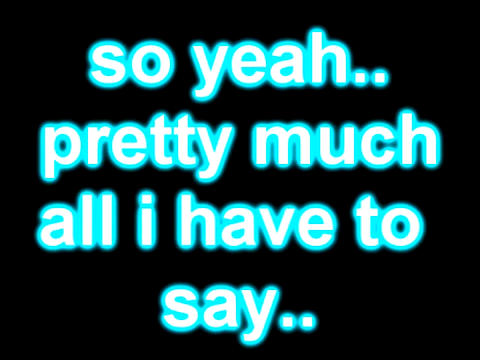 so yeah..
pretty much
all i have to
say..